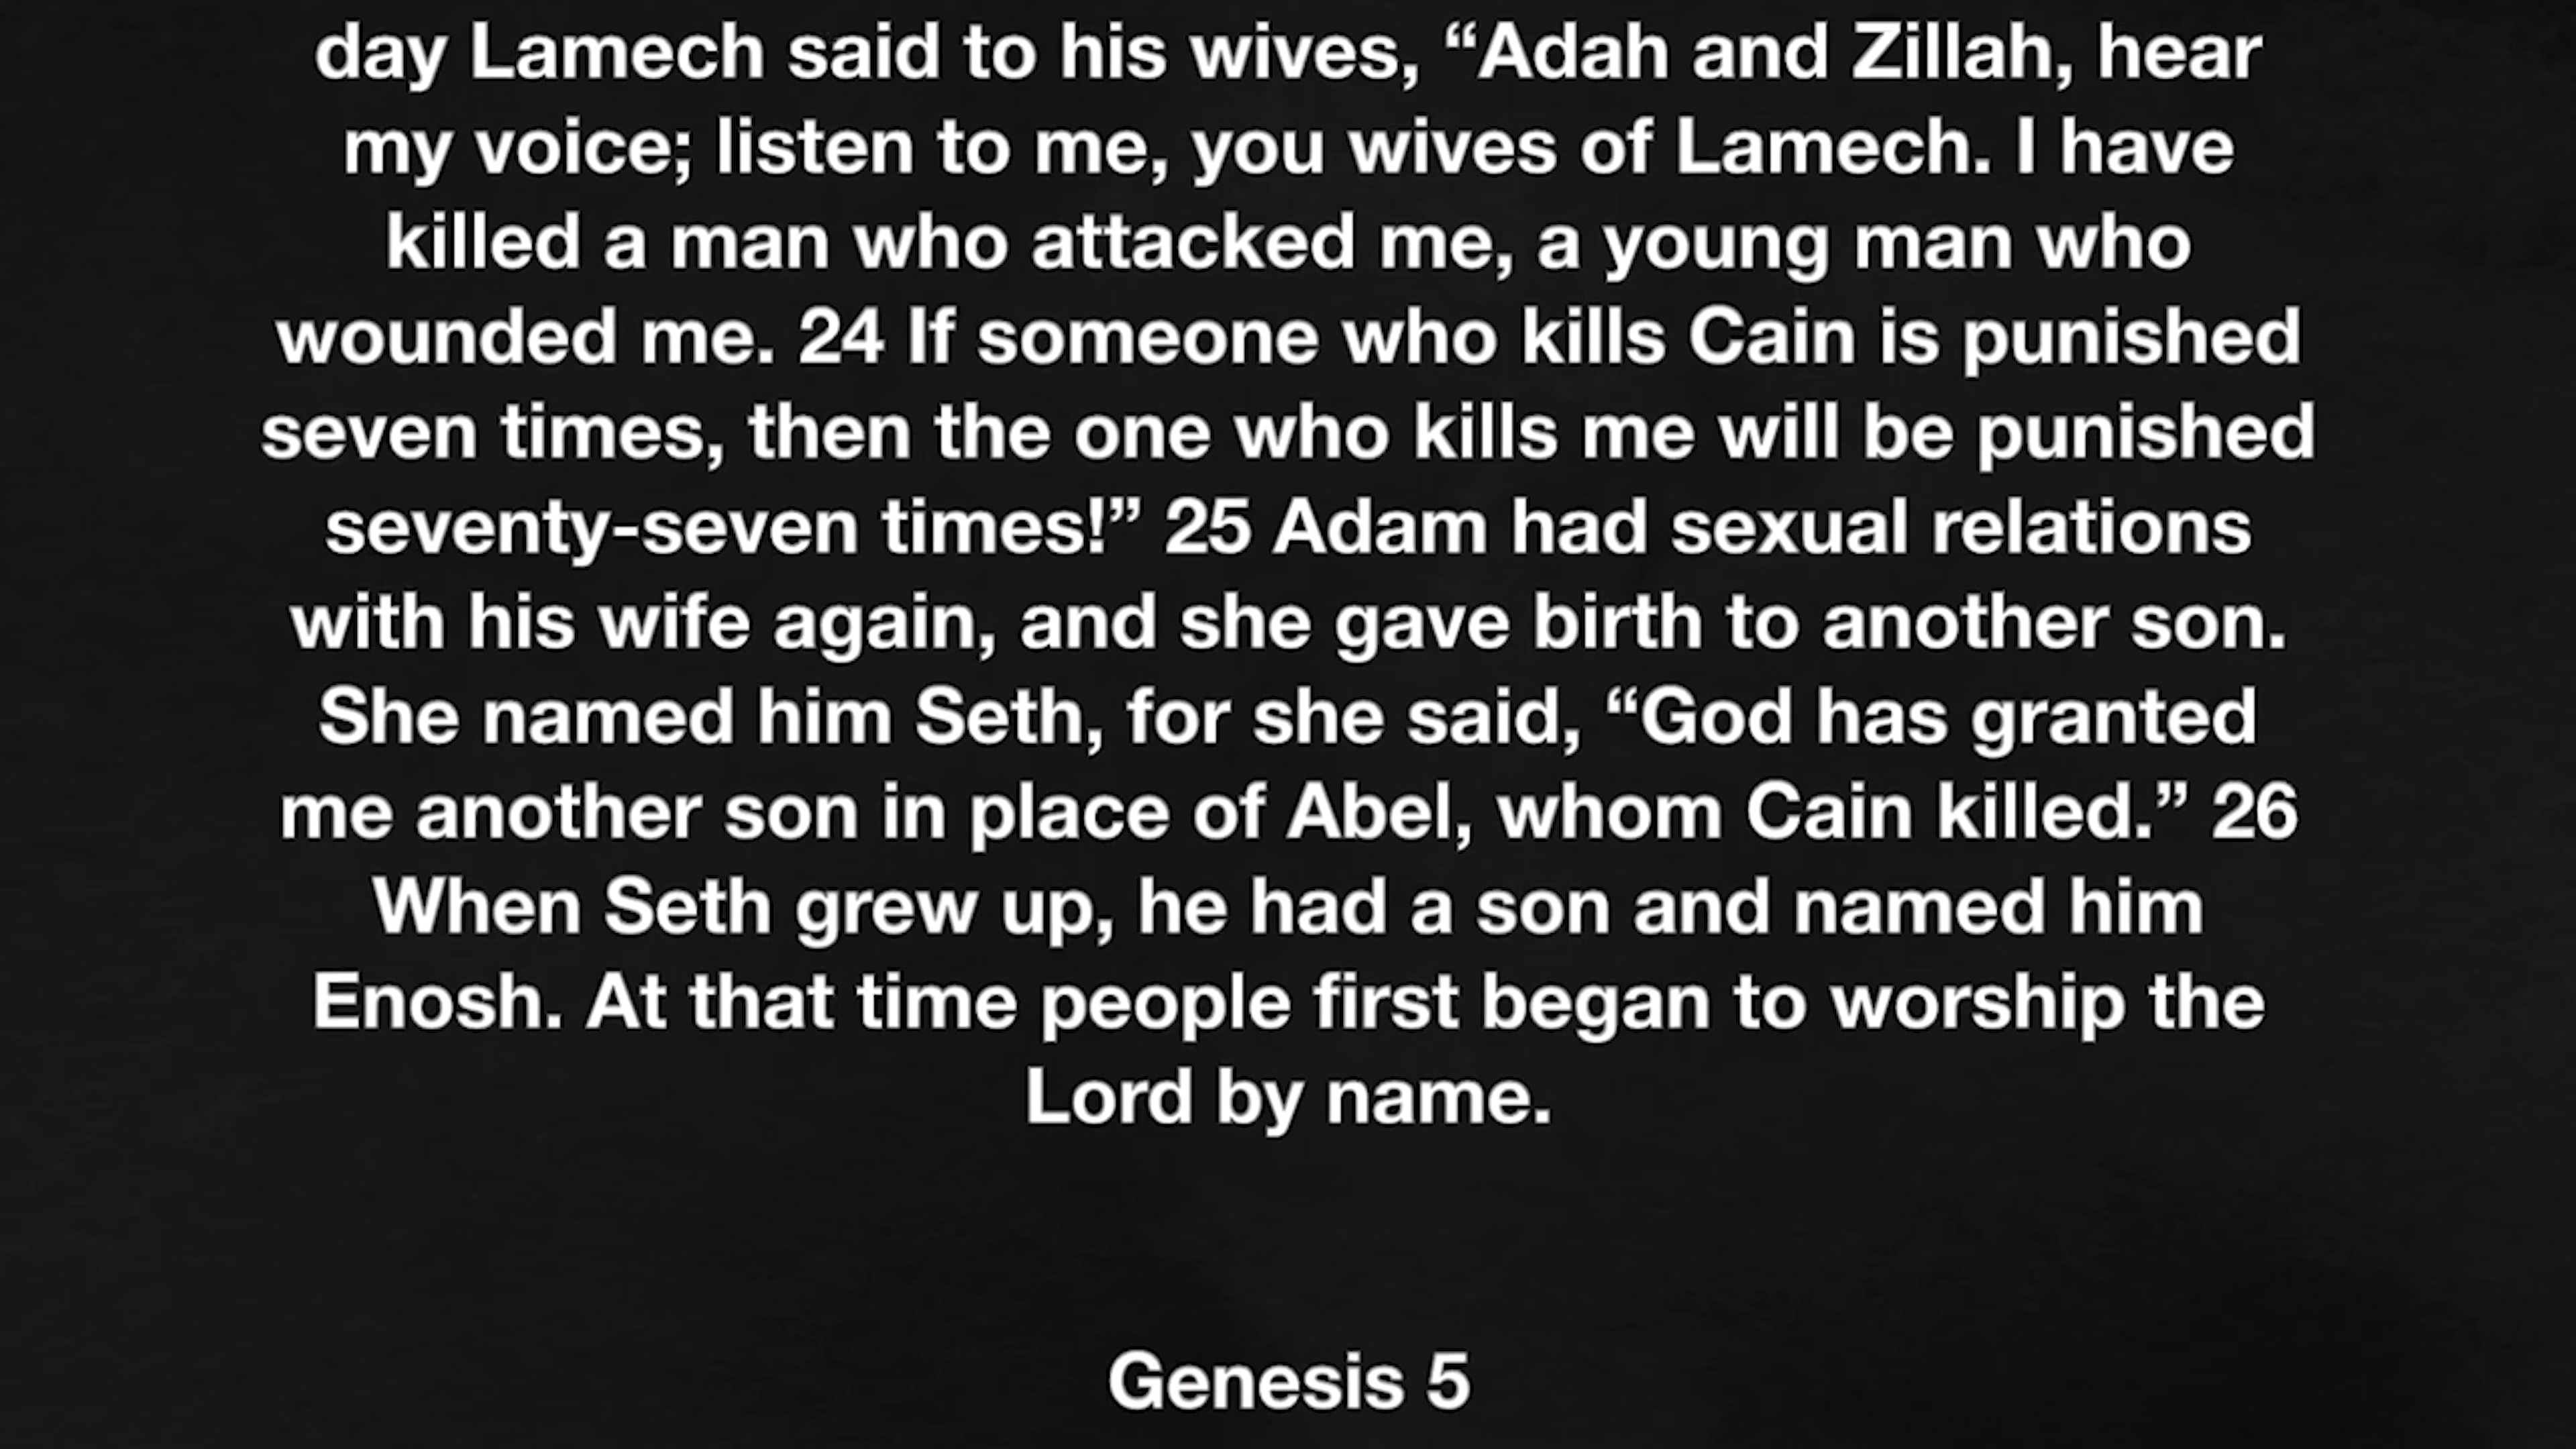 day Lamech said to his wives, “Adah and Zillah, hear
my voice; listen to me, you wives of Lamech. I have
killed a man who attacked me, a young man who
wounded me. 24 If someone who kills Cain is punished
seven times, then the one who kills me will be punished
seventy-seven times!” 25 Adam had sexual relations
with his wife again, and she gave birth to another son.
She named him Seth, for she said, “God has granted
me another son in place of Abel, whom Cain killed.” 26
When Seth grew up, he had a son and named him
Enosh. At that time people first began to worship the
Lord by name.
Genesis 5